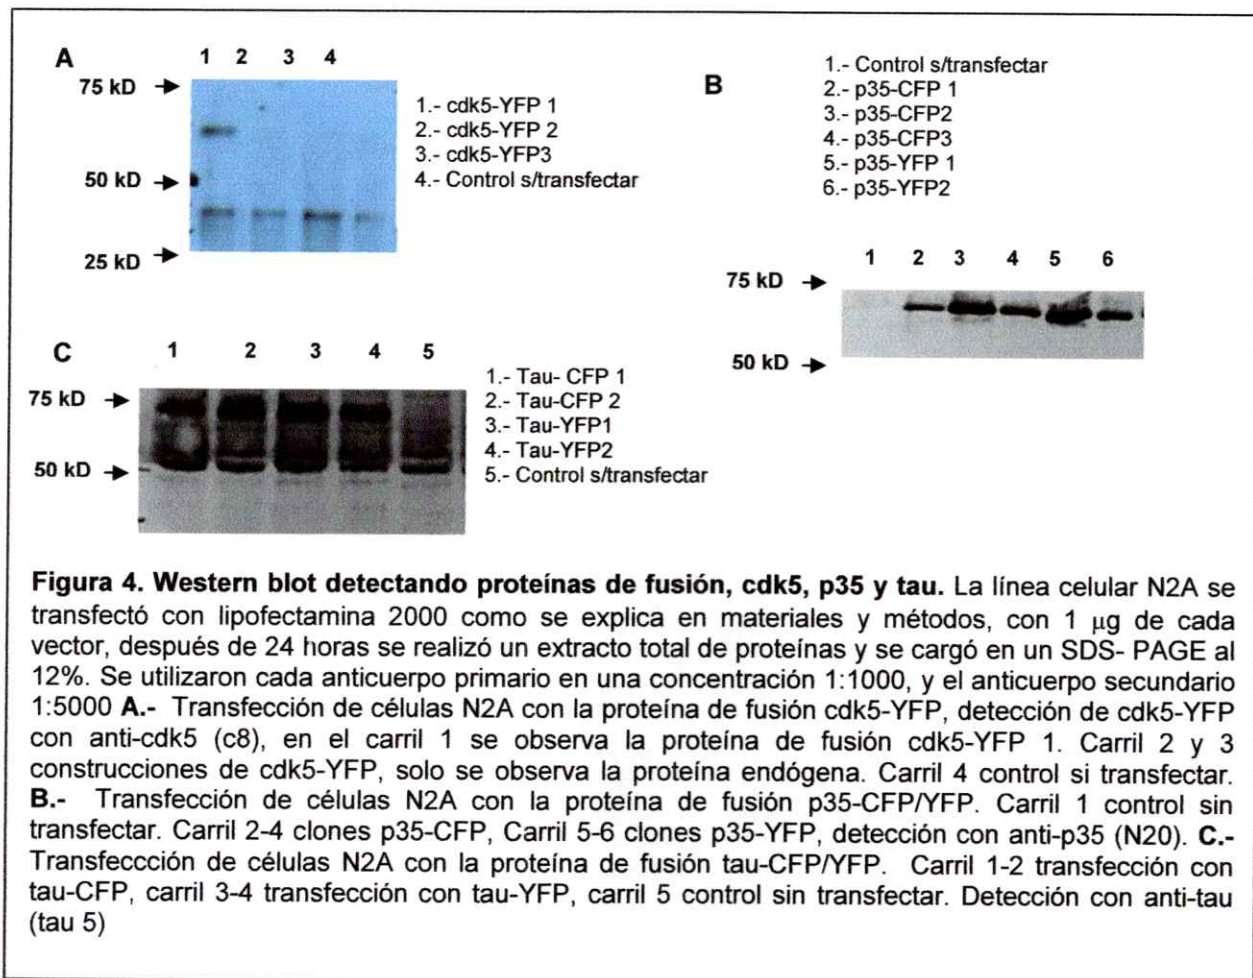 A
1 2 3 4
75 kD
50 kD
25 kD
1.- cdk5-YFP 1
2.- cdk5-YFP 2
3.- cdk5-YFP3
4.- Control s/transfectar
B
1.- Control s/transfectar
2.- p35-CFP 1
3.- p35-CFP2
4.- p35-CFP3
5.- p35-YFP 1
6.- p35-YFP2
1 2 3 4 5 6
75 kD
50 kD
C
1 2 3 4 5
75 kD
50 kD
1.- Tau- CFP 1
2.- Tau-CFP 2
3.- Tau-YFP1
4.- Tau-YFP2
5.- Control s/transfectar
Figura 4. Western blot detectando proteínas de fusión, cdk5, p35 y tau. La línea celular N2A se
transfectó con lipofectamina 2000 como se explica en materiales y métodos, con 1 μg de cada
vector, después de 24 horas se realizó un extracto total de proteínas y se cargó en un SDS- PAGE al
12%. Se utilizaron cada anticuerpo primario en una concentración 1:1000, y el anticuerpo secundario
1:5000 A.- Transfección de células N2A con la proteína de fusión cdk5-YFP, detección de cdk5-YFP
con anti-cdk5 (c8), en el carril 1 se observa la proteína de fusión cdk5-YFP 1. Carril 2 y 3
construcciones de cdk5-YFP, solo se observa la proteína endógena. Carril 4 control si transfectar.
B.- Transfección de células N2A con la proteína de fusión p35-CFP/YFP. Carril 1 control sin
transfectar. Carril 2-4 clones p35-CFP, Carril 5-6 clones p35-YFP, detección con anti-p35 (N20). C.-
Transfeccción de células N2A con la proteína de fusión tau-CFP/YFP. Carril 1-2 transfección con
tau-CFP, carril 3-4 transfección con tau-YFP, carril 5 control sin transfectar. Detección con anti-tau
(tau 5)